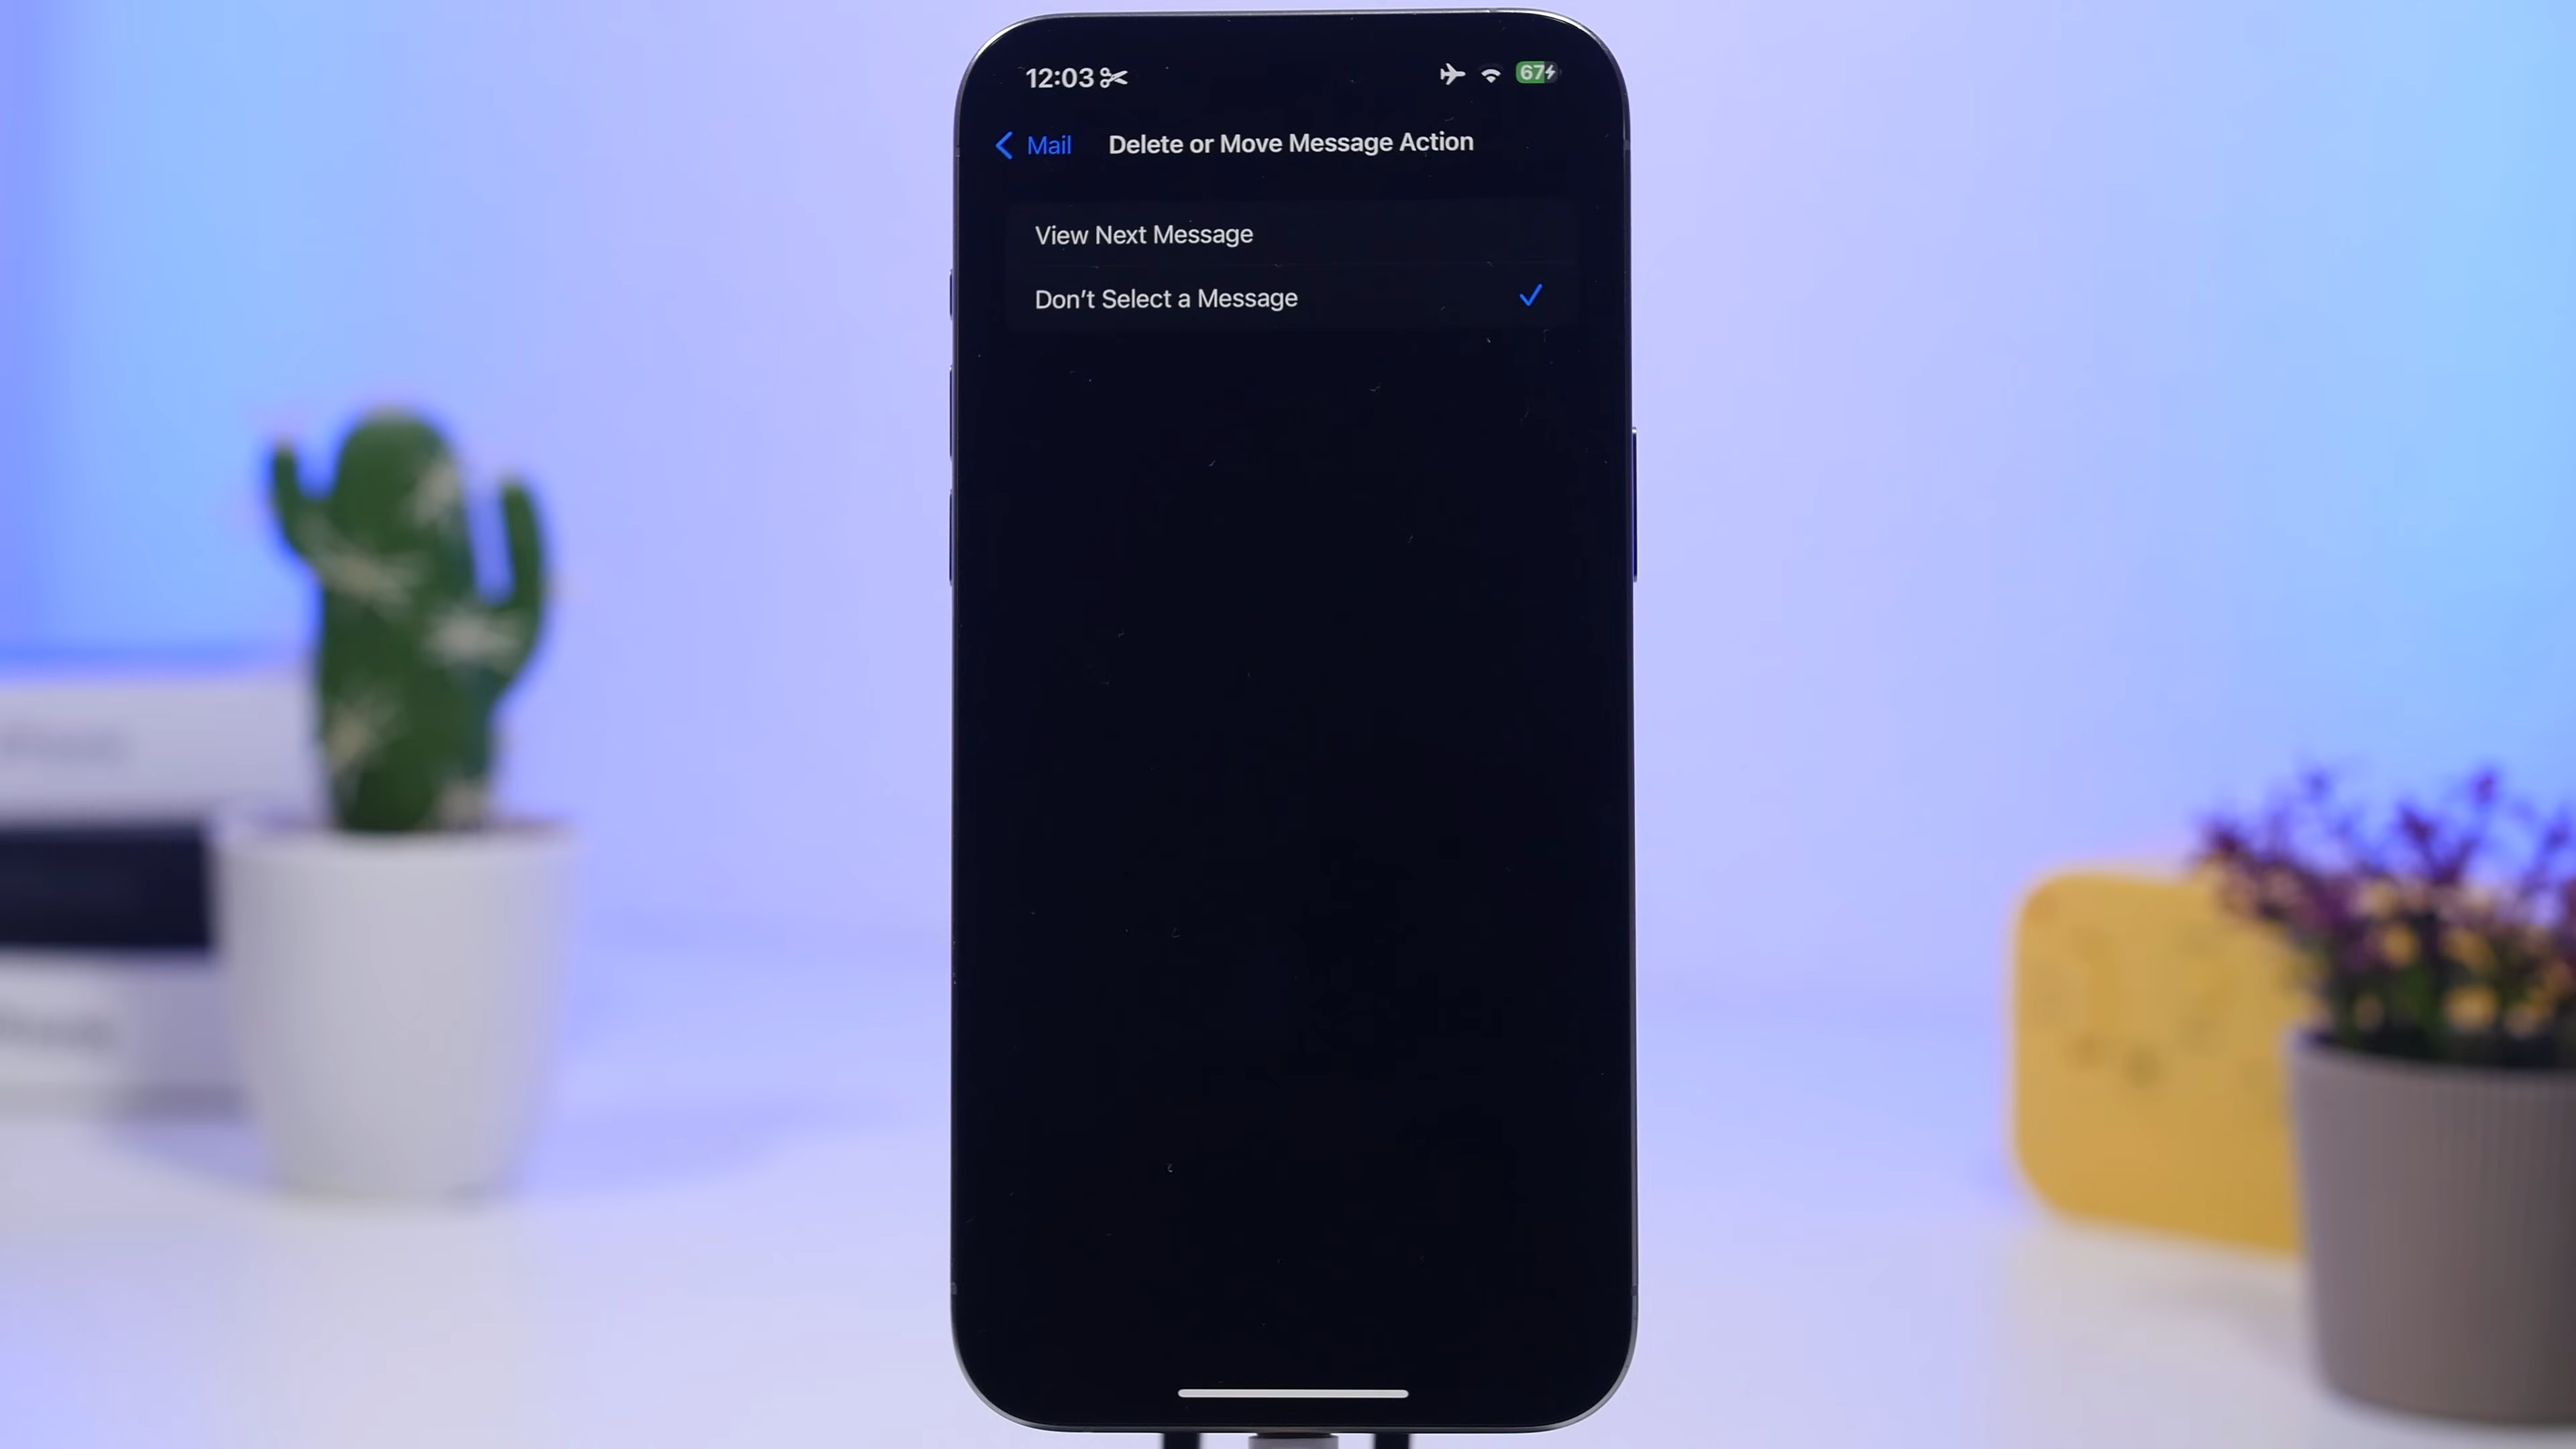 12:03
67
Mail
Delete or Move Message Action
View Next Message
Don't Select a Message